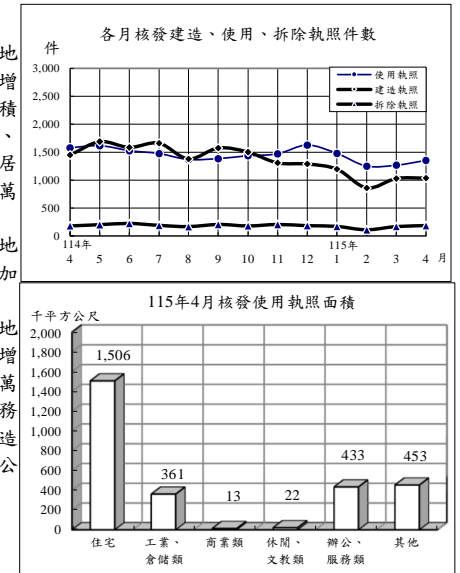 地
增
積
、
居
萬
地
加
地
增
萬
務
造
公
各月核發建造、使用、拆除執照件數
件
3,000
2,500
2,000
1,500
1,000
500
0
使用執照
建造執照
拆除執照
114年 115年
4 5 6 7 8 9 10 11 12 1 2 3 4 月
115年4月核發使用執照面積
千平方公尺
2,000
1,800
1,600
1,400
1,200
1,000
800
600
400
200
0
1,506
361
13
22
433
453
住宅 工業、 商業類 休閒、 辦公、 其他
倉儲類 文教類 服務類